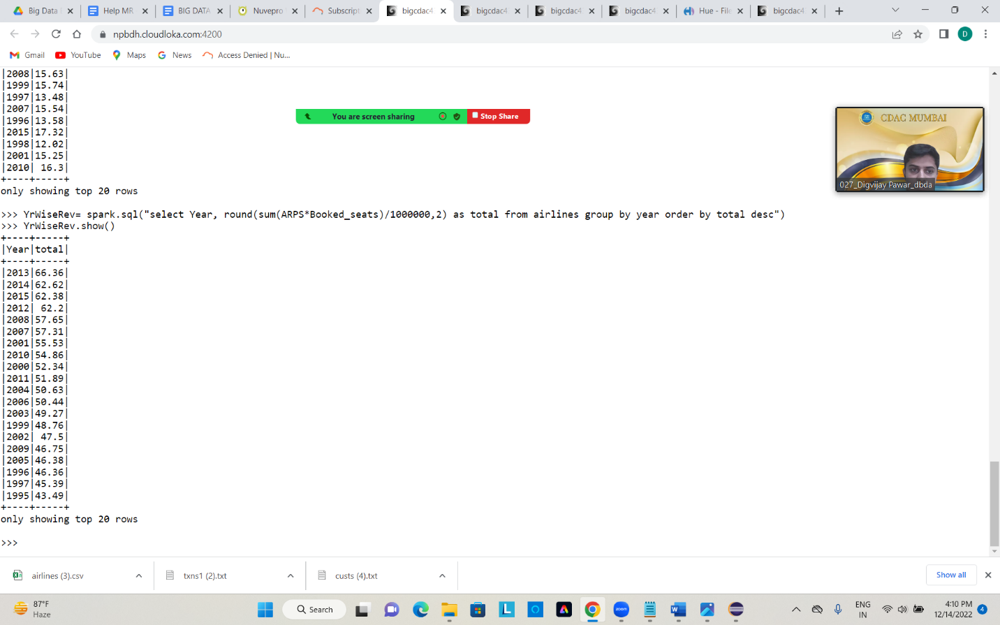 Big Data
Help MR
BIG DATA
Nuvepro
Subscript
bigcdac4
bigcdac4
bigcdac4
bigcdac4
Hue - File
bigcdac4
npbdh.cloudloka.com:4200
D
Gmail
YouTube
Maps
News
Access Denied | Nu...
|2008|15.63|
|1999|15.74|
|1997|13.48|
|2007|15.54|
|1996|13.58|
|2015|17.32|
|1998|12.02|
|2001|15.25|
|2010| 16.3|
+----+-----+
only showing top 20 rows
You are screen sharing
Stop Share
CDAC MUMBAI
027_Digvijay Pawar_dbda
>>> YrWiseRev= spark.sql("select Year, round(sum(ARPS*Booked_seats)/1000000,2) as total from airlines group by year order by total desc")
>>> YrWiseRev.show()
+----+-----+
|Year|total|
+----+-----+
|2013|66.36|
|2014|62.62|
|2015|62.38|
|2012| 62.2|
|2008|57.65|
|2007|57.31|
|2001|55.53|
|2010|54.86|
|2000|52.34|
|2011|51.89|
|2004|50.63|
|2006|50.44|
|2003|49.27|
|1999|48.76|
|2002| 47.5|
|2009|46.75|
|2005|46.38|
|1996|46.36|
|1997|45.39|
|1995|43.49|
+----+-----+
only showing top 20 rows
>>>
airlines (3).csv
txns1 (2).txt
custs (4).txt
Show all
87°F
Haze
Search
zoom
ENG
IN
4:10 PM
12/14/2022
4